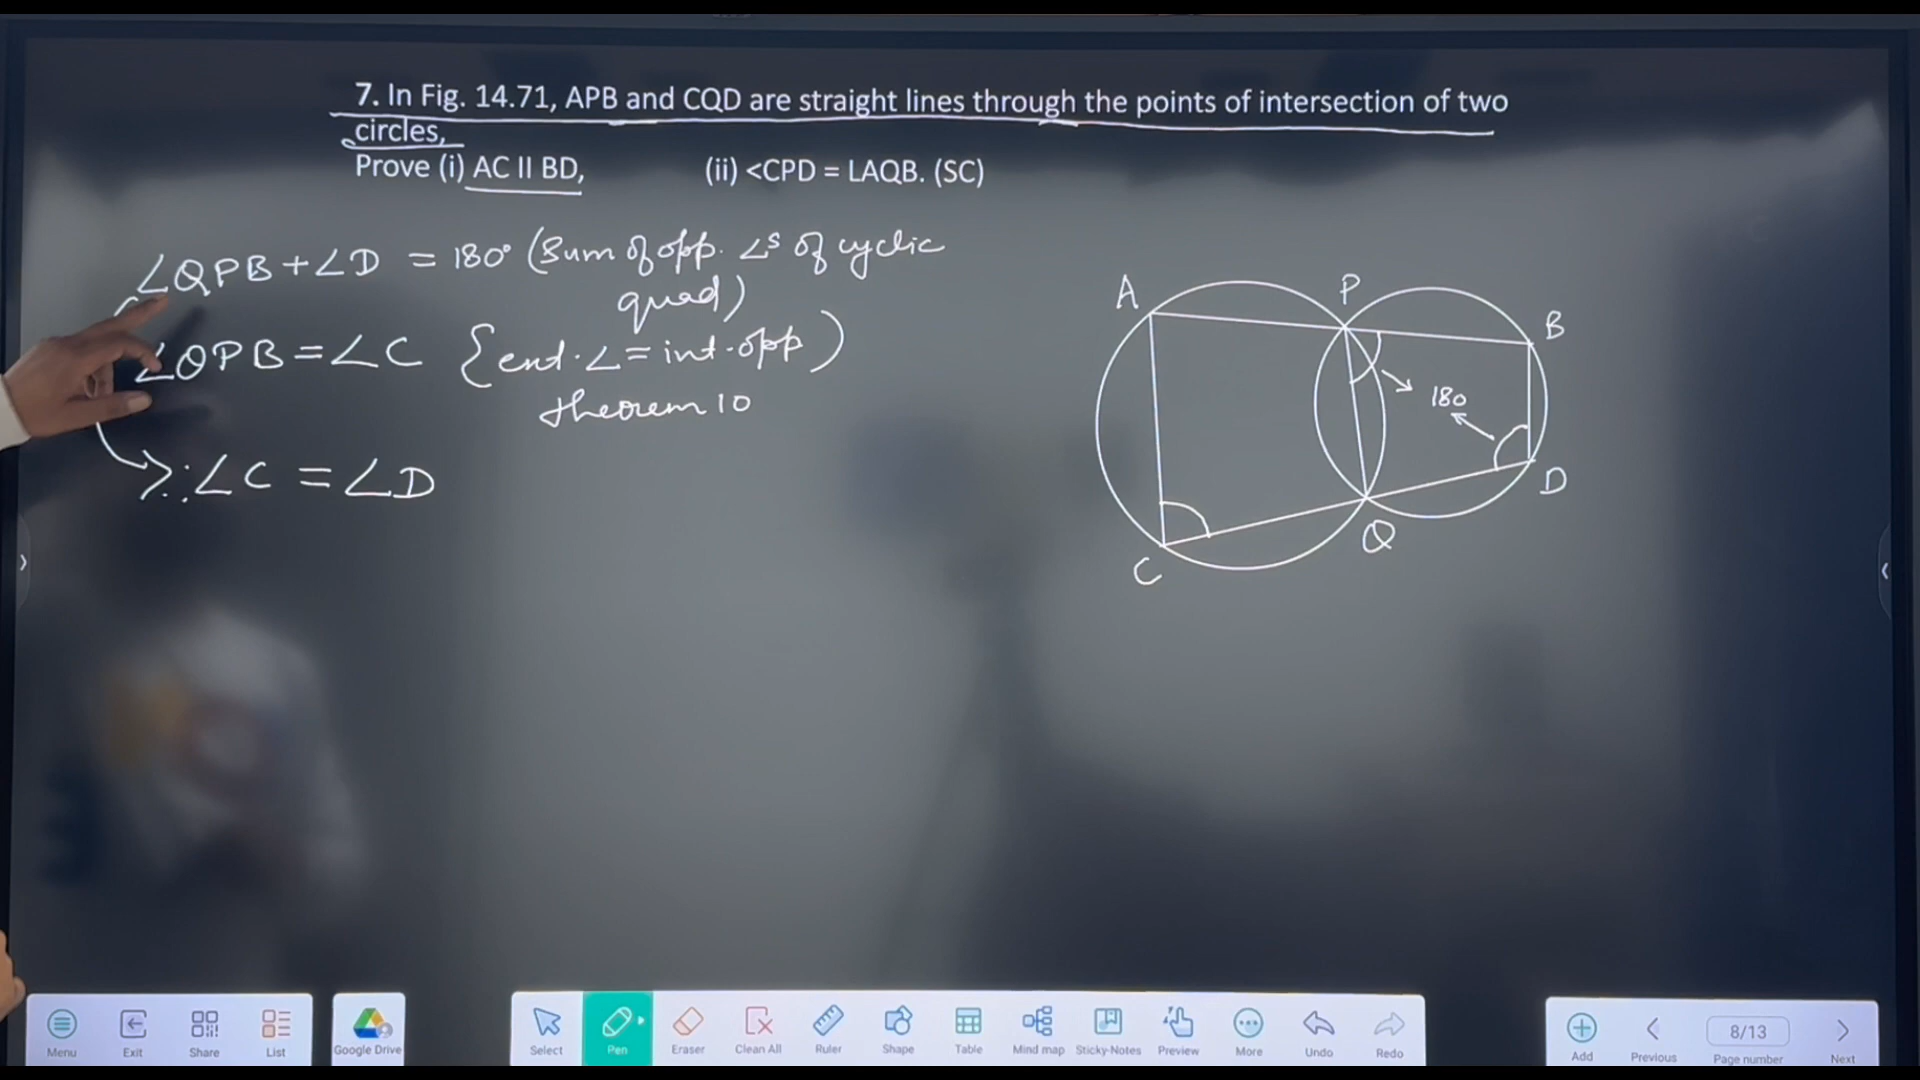 7. In Fig. 14.71, APB and CQD are straight lines through the points of intersection of two
circles,
Prove (i) AC II BD, (ii) <CPD = LAQB. (SC)
∠QPB + ∠D = 180° (Sum of opp. ∠s of cyclic
quad)
∠QPB = ∠C {ext. ∠ = int. opp)
theorem 10
∴ ∠C = ∠D
A
P
B
180
D
Q
C
Menu
Exit
Share
List
Google Drive
Select
Pen
Eraser
Clean All
Ruler
Shape
Table
Mind map
Sticky-Notes
Preview
More
Undo
Redo
Add
Previous
8/13
Page number
Next